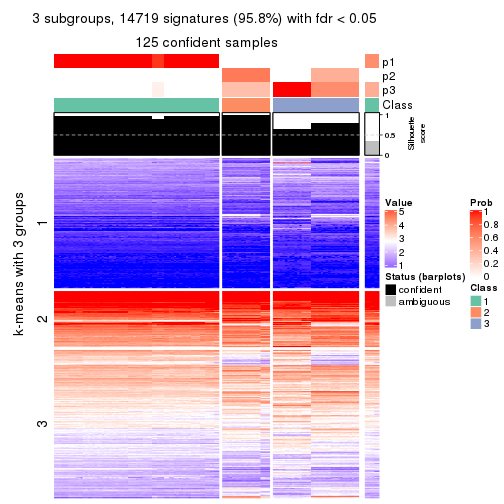 3 subgroups, 14719 signatures (95.8%) with fdr < 0.05
125 confident samples
p1
p2
p3
Class
1
0.5
0
Silhouette
score
k-means with 3 groups
1
2
3
Value
5
4
3
2
1
Status (barplots)
confident
ambiguous
Prob
1
0.8
0.6
0.4
0.2
0
Class
1
2
3